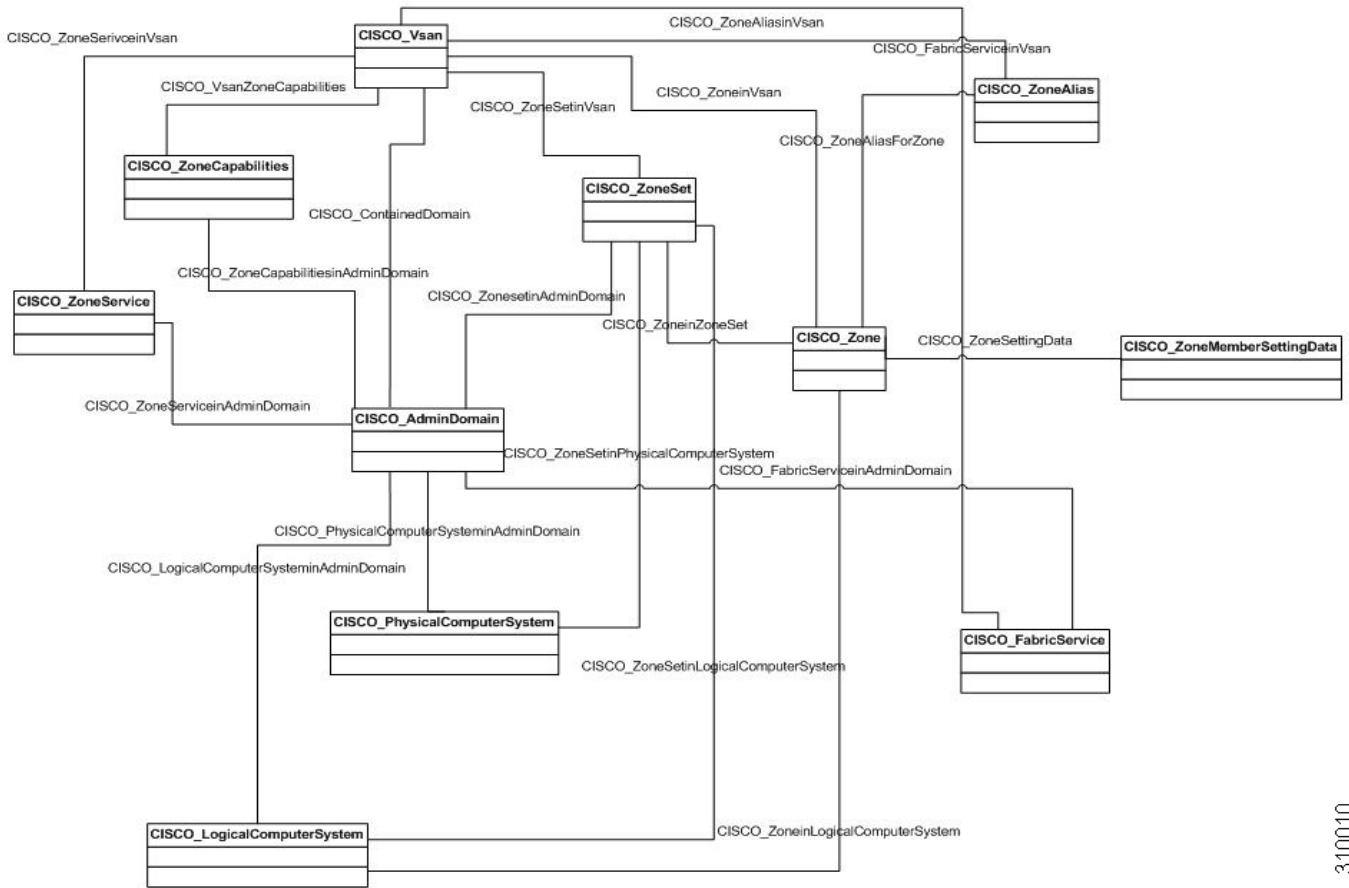 CISCO_ZoneAliasinVsan
CISCO_Vsan
CISCO_ZoneSerivceinVsan
CISCO_FabricServiceinVsan
CISCO_VsanZoneCapabilities
CISCO_ZoneinVsan
CISCO_ZoneAlias
CISCO_ZoneSetinVsan
CISCO_ZoneAliasForZone
CISCO_ZoneCapabilities
CISCO_ZoneSet
CISCO_ContainedDomain
CISCO_ZoneCapabilitiesinAdminDomain
CISCO_ZonesetinAdminDomain
CISCO_ZoneService
CISCO_ZoneinZoneSet
CISCO_Zone
CISCO_ZoneSettingData
CISCO_ZoneMemberSettingData
CISCO_ZoneServiceinAdminDomain
CISCO_AdminDomain
CISCO_ZoneSetinPhysicalComputerSystem
CISCO_FabricServiceinAdminDomain
CISCO_PhysicalComputerSysteminAdminDomain
CISCO_LogicalComputerSysteminAdminDomain
CISCO_PhysicalComputerSystem
CISCO_FabricService
CISCO_ZoneSetinLogicalComputerSystem
CISCO_LogicalComputerSystem
CISCO_ZoneinLogicalComputerSystem
310010